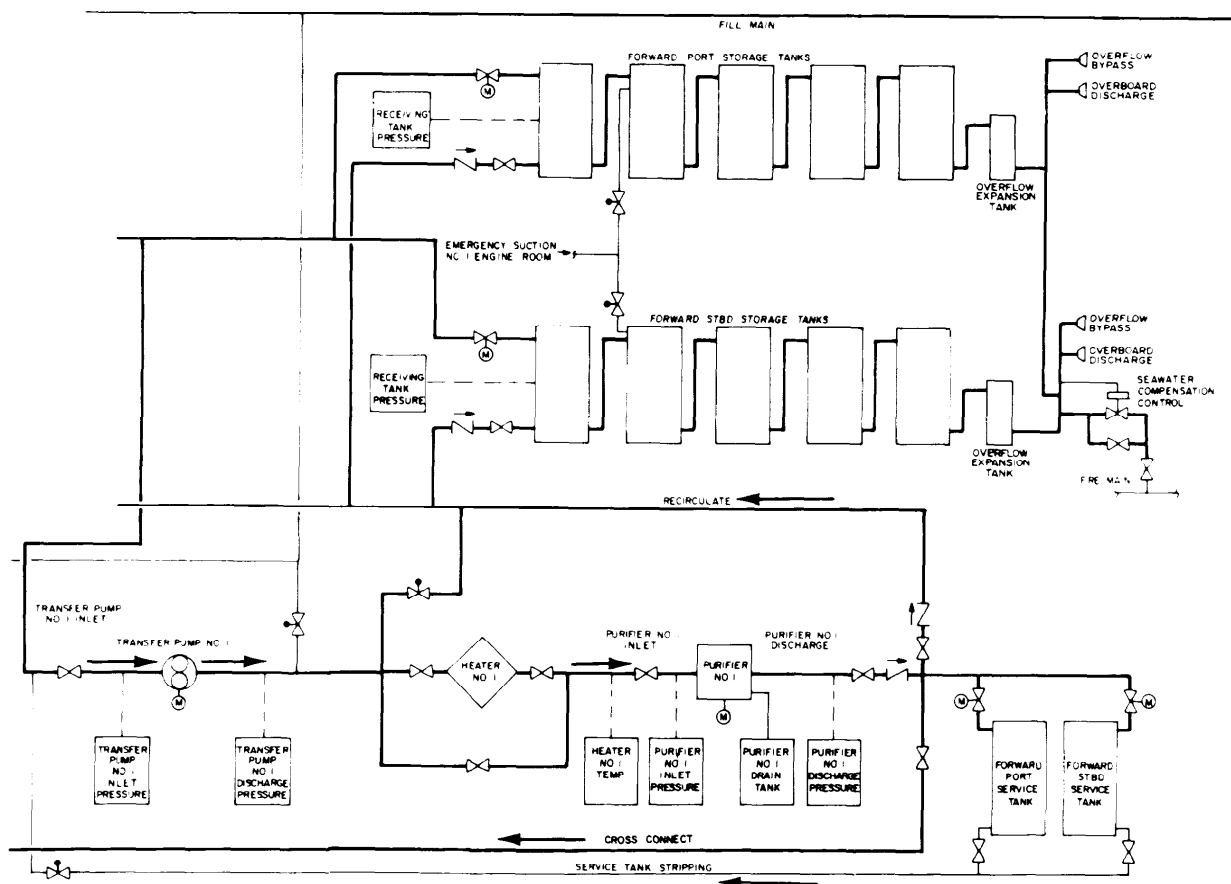 FILL MAIN
FORWARD PORT STORAGE TANKS
OVERFLOW
BYPASS
OVERBOARD
DISCHARGE
M
RECEIVING
TANK
PRESSURE
OVERFLOW
EXPANSION
TANK
EMERGENCY SUCTION
NO 1 ENGINE ROOM
FORWARD STBD STORAGE TANKS
OVERFLOW
BYPASS
OVERBOARD
DISCHARGE
M
RECEIVING
TANK
PRESSURE
SEAWATER
COMPENSATION
CONTROL
OVERFLOW
EXPANSION
TANK
FIRE MAIN
RECIRCULATE
TRANSFER PUMP
NO 1 INLET
TRANSFER PUMP NO 1
M
HEATER
NO 1
PURIFIER NO 1
INLET
PURIFIER
NO 1
M
PURIFIER NO 1
DISCHARGE
M
M
TRANSFER
PUMP
NO 1
INLET
PRESSURE
TRANSFER
PUMP
NO 1
DISCHARGE
PRESSURE
HEATER
NO 1
TEMP
PURIFIER
NO 1
INLET
PRESSURE
PURIFIER
NO 1
DRAIN
TANK
PURIFIER
NO 1
DISCHARGE
PRESSURE
FORWARD
PORT
SERVICE
TANK
FORWARD
STBD
SERVICE
TANK
CROSS CONNECT
SERVICE TANK STRIPPING